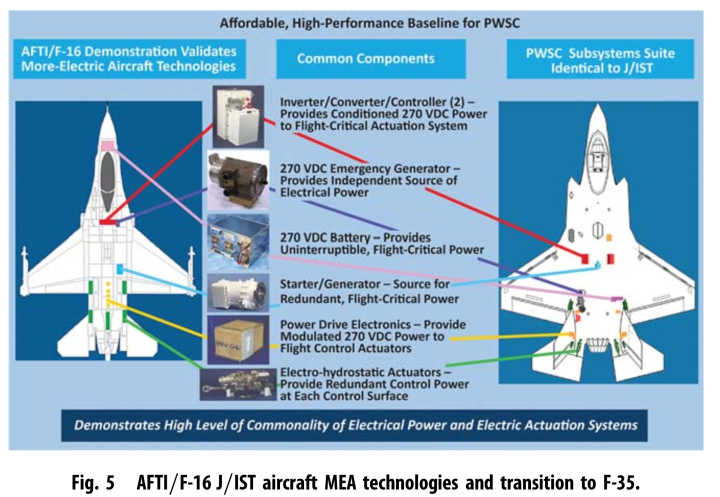 Affordable, High-Performance Baseline for PWSC
AFTI/F-16 Demonstration Validates
More-Electric Aircraft Technologies
Common Components
PWSC Subsystems Suite
Identical to J/IST
Inverter/Converter/Controller (2) –
Provides Conditioned 270 VDC Power
to Flight-Critical Actuation System
270 VDC Emergency Generator –
Provides Independent Source of
Electrical Power
270 VDC Battery – Provides
Uninterruptible, Flight-Critical Power
Starter/Generator – Source for
Redundant, Flight-Critical Power
Power Drive Electronics – Provide
Modulated 270 VDC Power to
Flight Control Actuators
Electro-hydrostatic Actuators –
Provide Redundant Control Power
at Each Control Surface
Demonstrates High Level of Commonality of Electrical Power and Electric Actuation Systems
Fig. 5 AFTI/F-16 J/IST aircraft MEA technologies and transition to F-35.